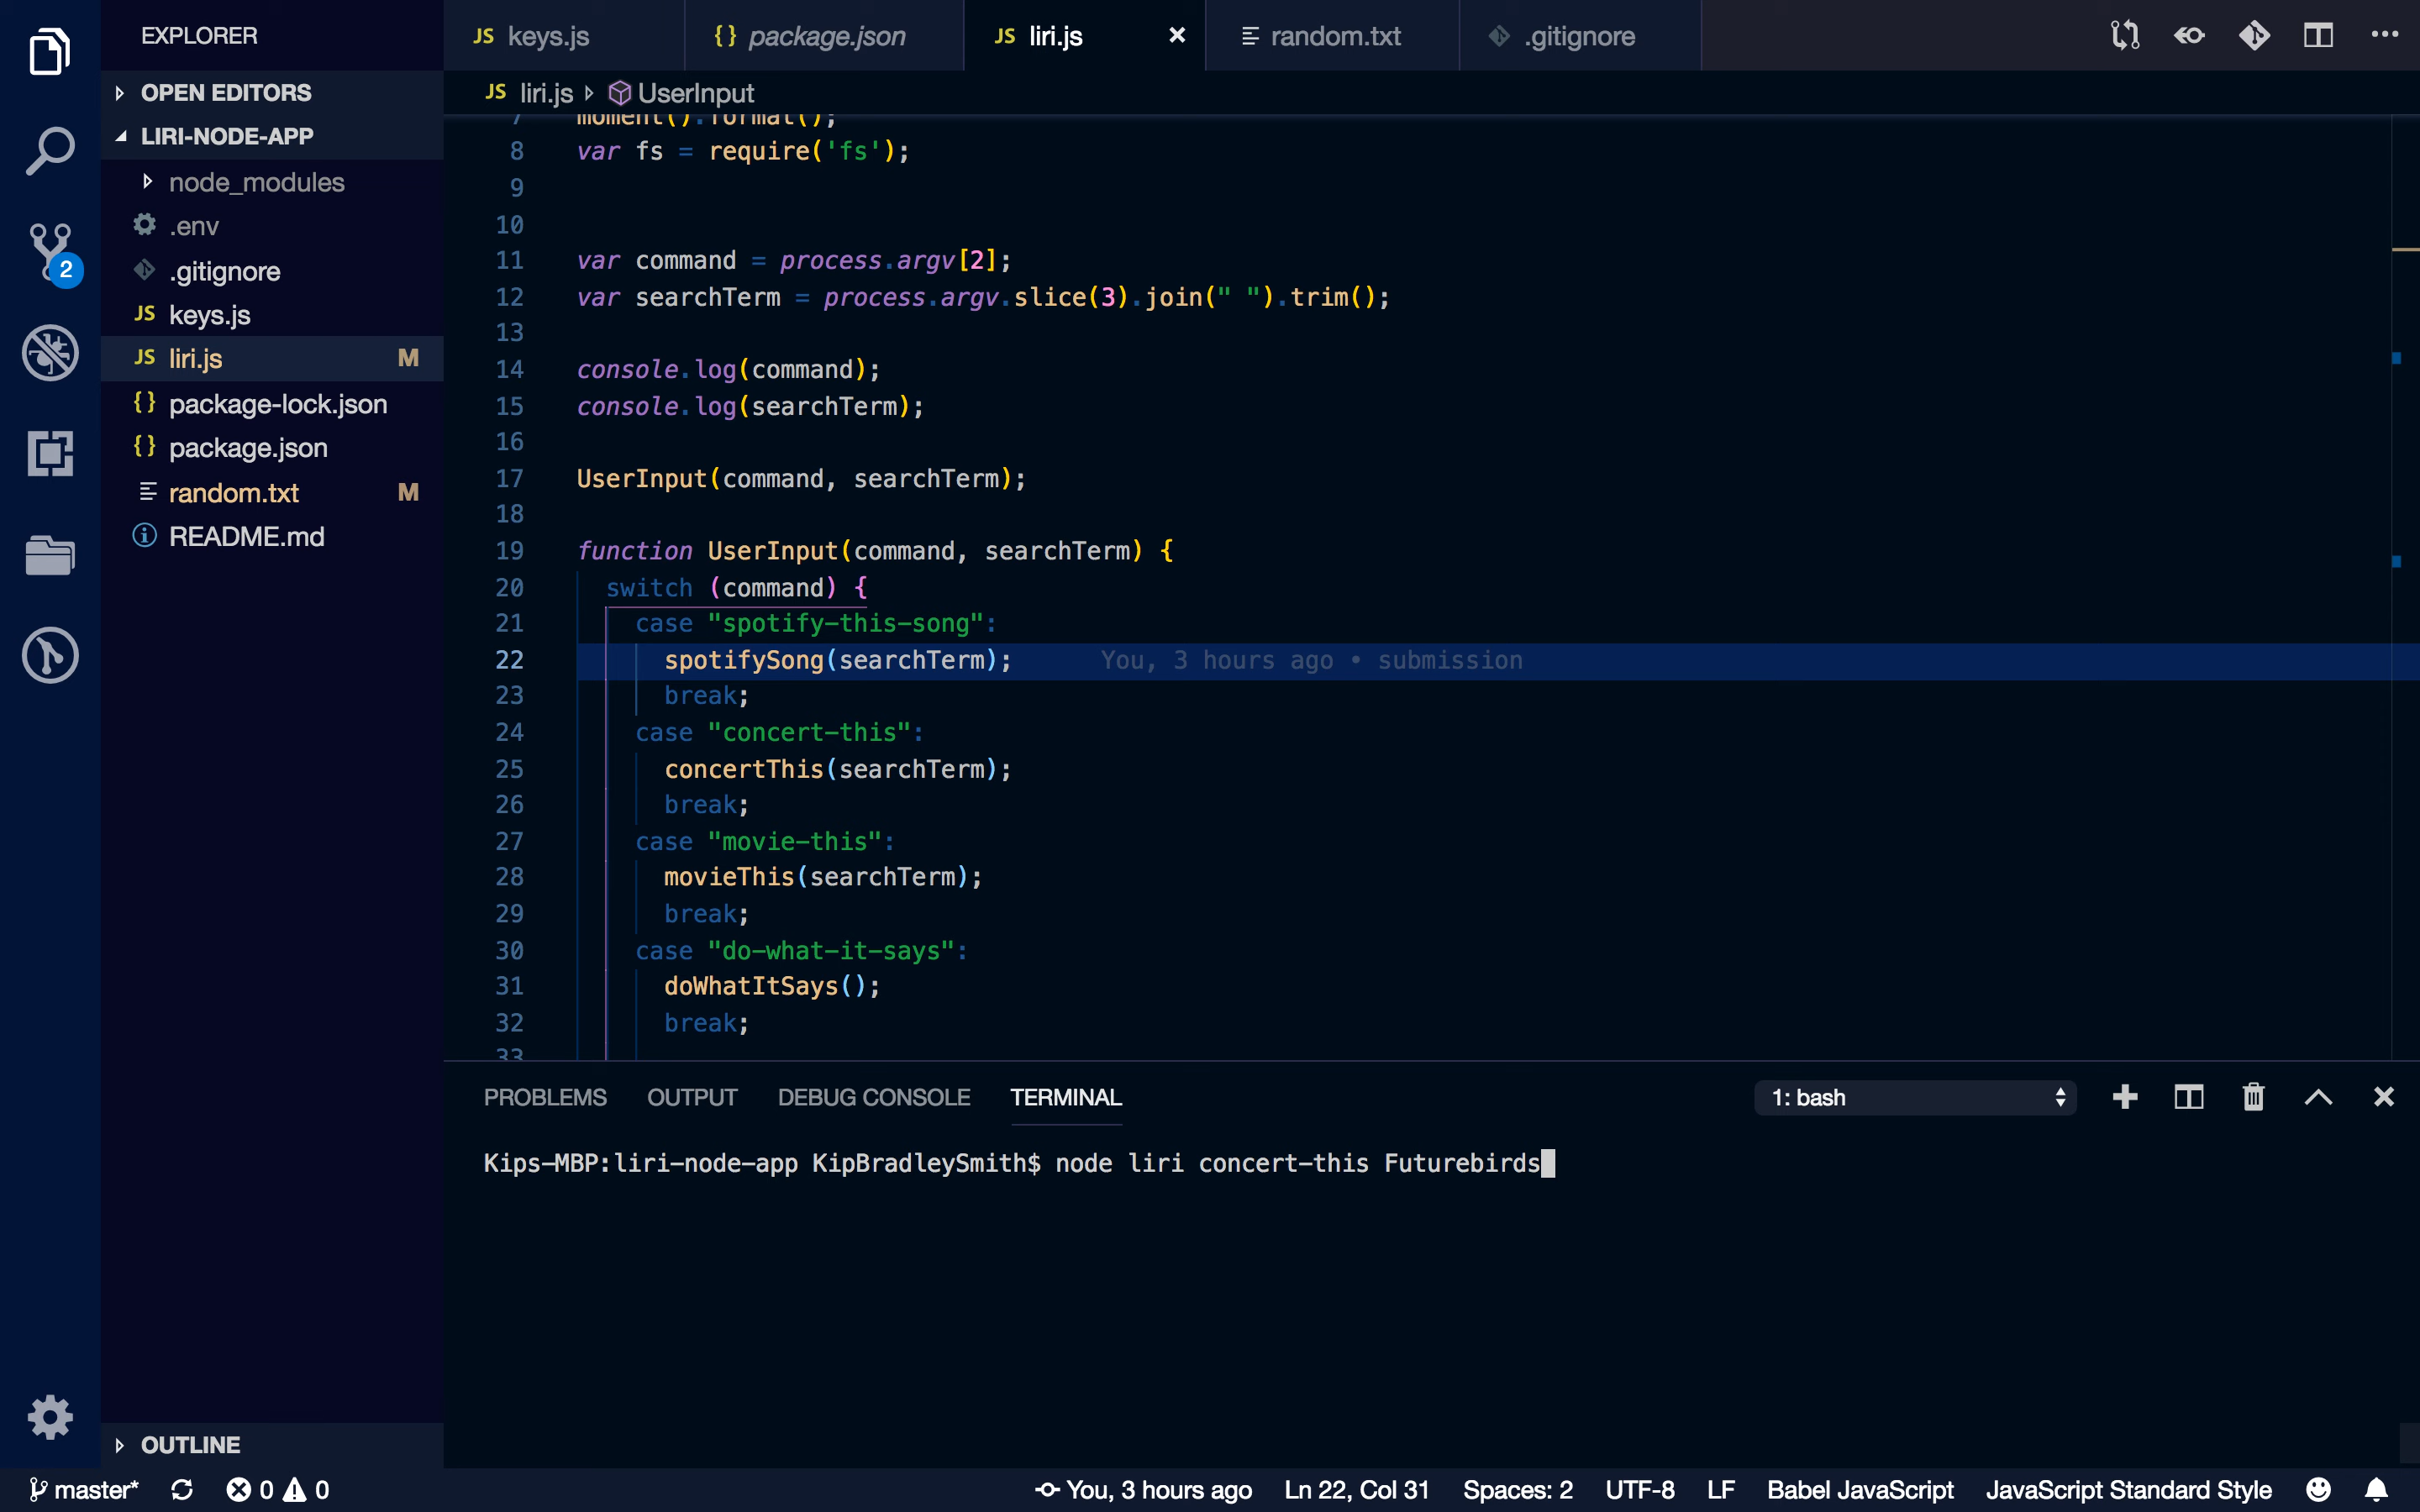 EXPLORER
OPEN EDITORS
LIRI-NODE-APP
node_modules
.env
.gitignore
JS keys.js
JS liri.js M
{} package-lock.json
{} package.json
random.txt M
README.md
OUTLINE
2
JS keys.js {} package.json JS liri.js random.txt .gitignore
JS liri.js UserInput
7 moment().format();
8 var fs = require('fs');
9
10
11 var command = process.argv[2];
12 var searchTerm = process.argv.slice(3).join(" ").trim();
13
14 console.log(command);
15 console.log(searchTerm);
16
17 UserInput(command, searchTerm);
18
19 function UserInput(command, searchTerm) {
20 switch (command) {
21 case "spotify-this-song":
22 spotifySong(searchTerm); You, 3 hours ago • submission
23 break;
24 case "concert-this":
25 concertThis(searchTerm);
26 break;
27 case "movie-this":
28 movieThis(searchTerm);
29 break;
30 case "do-what-it-says":
31 doWhatItSays();
32 break;
33
PROBLEMS OUTPUT DEBUG CONSOLE TERMINAL 1: bash
Kips-MBP:liri-node-app KipBradleySmith$ node liri concert-this Futurebirds
master* 0 0 You, 3 hours ago Ln 22, Col 31 Spaces: 2 UTF-8 LF Babel JavaScript JavaScript Standard Style